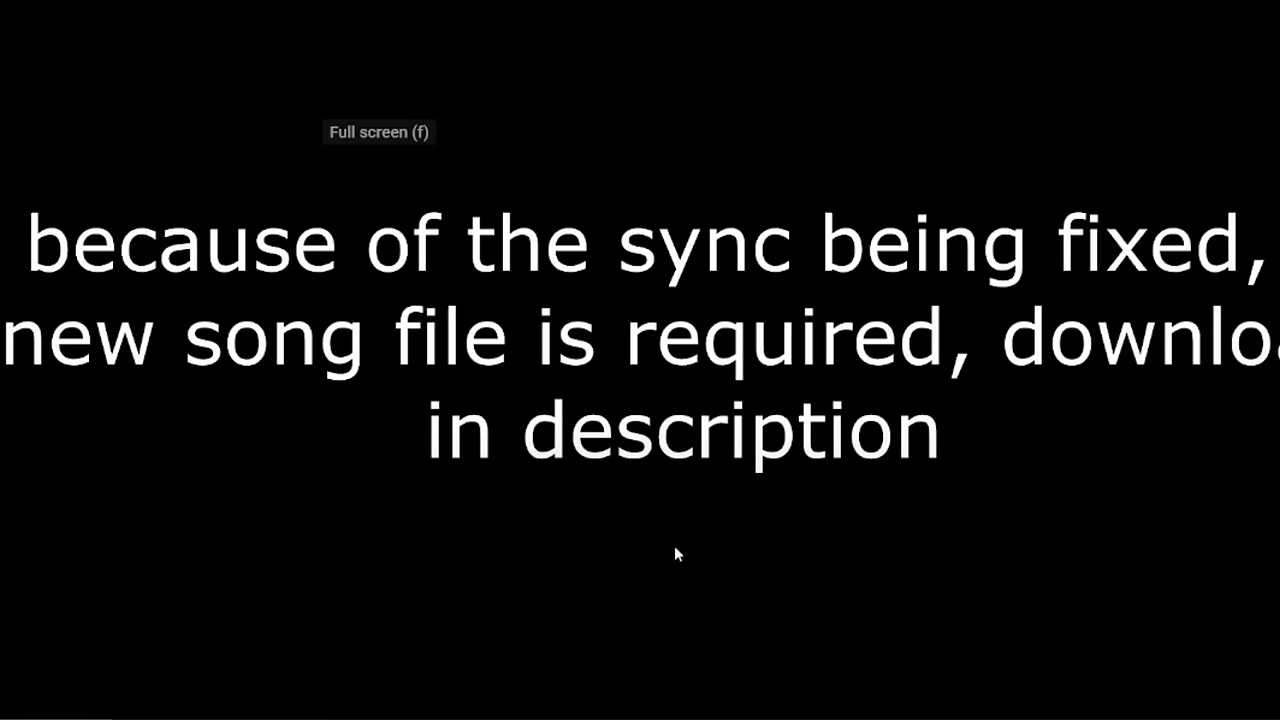 Full screen (f)
because of the sync being fixed,
new song file is required, downlo
in description